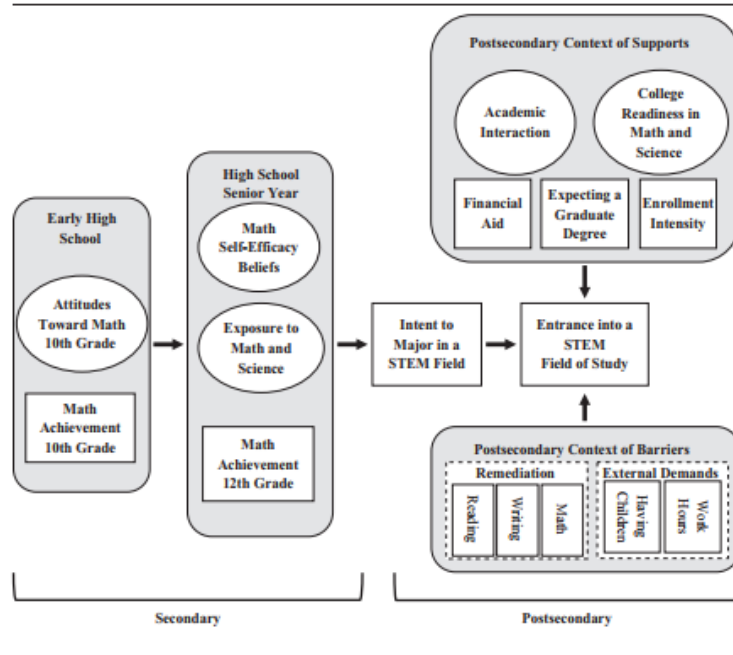 Postsecondary Context of Supports
Academic
Interaction
College
Readiness in
Math and
Science
Financial
Aid
Expecting a
Graduate
Degree
Enrollment
Intensity
High School
Senior Year
Math
Self-Efficacy
Beliefs
Exposure to
Math and
Science
Math
Achievement
12th Grade
Early High
School
Attitudes
Toward Math
10th Grade
Math
Achievement
10th Grade
Intent to
Major in a
STEM Field
Entrance into a
STEM
Field of Study
Postsecondary Context of Barriers
Remediation
Reading
Writing
Math
External Demands
Having
Children
Work
Hours
Secondary
Postsecondary